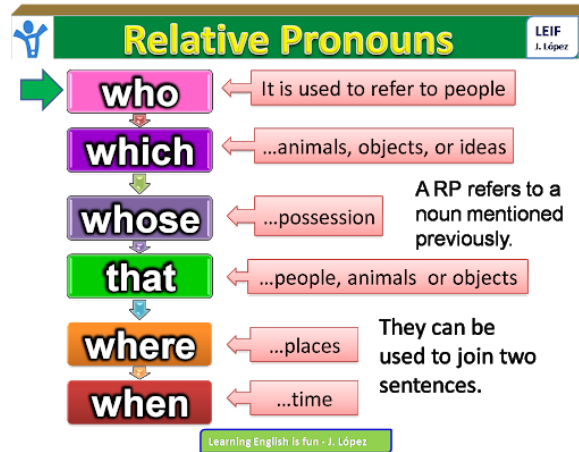 Relative Pronouns
LEIF
J. López
who
It is used to refer to people
which
...animals, objects, or ideas
whose
...possession
A RP refers to a
noun mentioned
previously.
that
...people, animals or objects
where
...places
They can be
used to join two
sentences.
when
...time
Learning English is fun - J. López